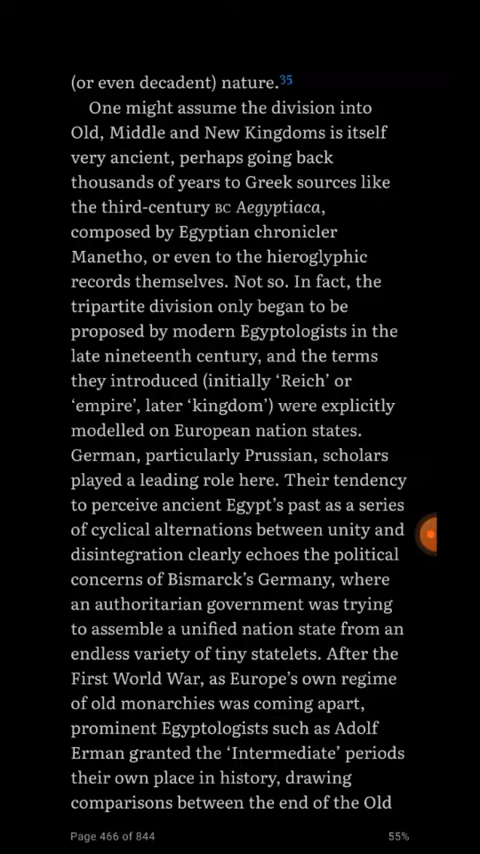 (or even decadent) nature.35
One might assume the division into
Old, Middle and New Kingdoms is itself
very ancient, perhaps going back
thousands of years to Greek sources like
the third-century BC Aegyptiaca,
composed by Egyptian chronicler
Manetho, or even to the hieroglyphic
records themselves. Not so. In fact, the
tripartite division only began to be
proposed by modern Egyptologists in the
late nineteenth century, and the terms
they introduced (initially ‘Reich’ or
‘empire’, later ‘kingdom’) were explicitly
modelled on European nation states.
German, particularly Prussian, scholars
played a leading role here. Their tendency
to perceive ancient Egypt’s past as a series
of cyclical alternations between unity and
disintegration clearly echoes the political
concerns of Bismarck’s Germany, where
an authoritarian government was trying
to assemble a unified nation state from an
endless variety of tiny statelets. After the
First World War, as Europe’s own regime
of old monarchies was coming apart,
prominent Egyptologists such as Adolf
Erman granted the ‘Intermediate’ periods
their own place in history, drawing
comparisons between the end of the Old
Page 466 of 844
55%